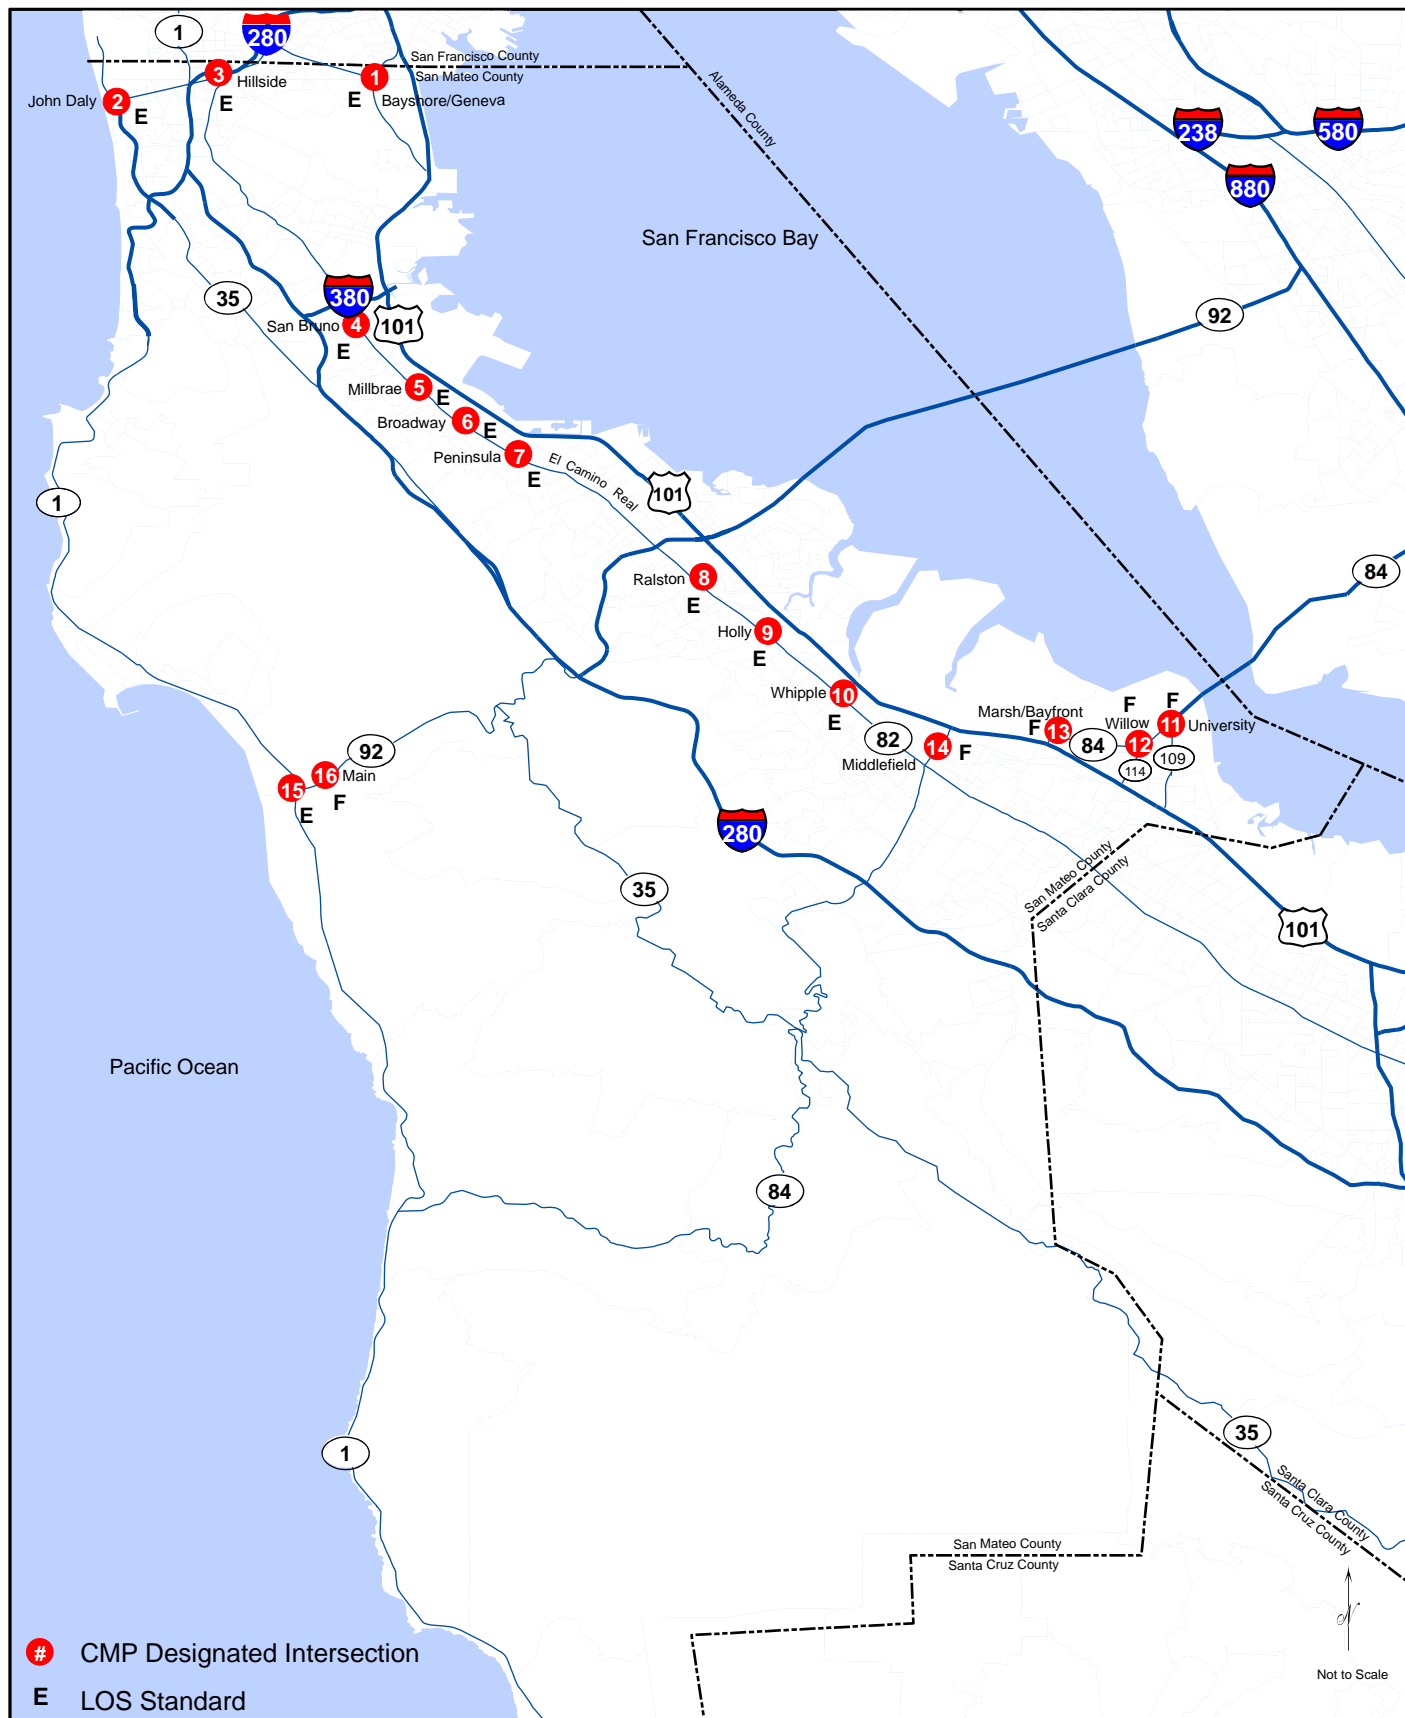 1
280
San Francisco County
San Mateo County
3
Hillside
E
1
E
Bayshore/Geneva
John Daly
2
E
Alameda County
238
580
880
San Francisco Bay
35
380
San Bruno
4
E
101
92
Millbrae
5
E
Broadway
6
E
Peninsula
7
E
El Camino Real
101
1
84
Ralston
8
E
Holly
9
E
Whipple
10
E
82
Middlefield
14
F
Marsh/Bayfront
F
13
84
F
Willow
12
114
F
11
University
109
92
16
Main
F
15
E
280
35
San Mateo County
Santa Clara County
101
Pacific Ocean
84
1
35
Santa Clara County
Santa Cruz County
San Mateo County
Santa Cruz County
N
Not to Scale
# CMP Designated Intersection
E LOS Standard